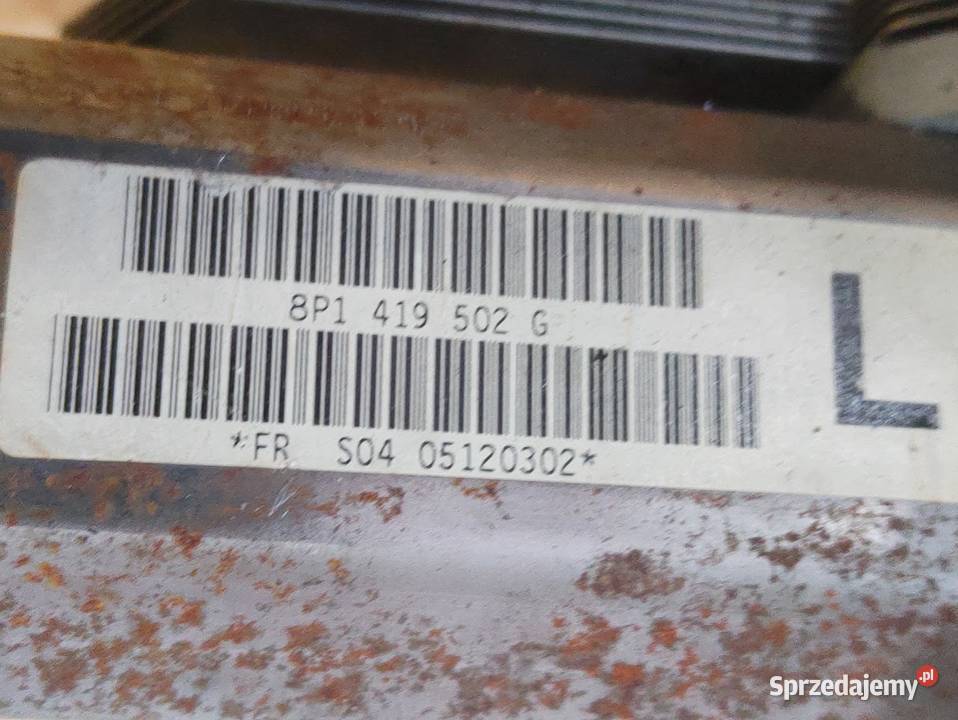 8P1 419 502 G
L
*FR S04 05120302*
Sprzedajemy.pl